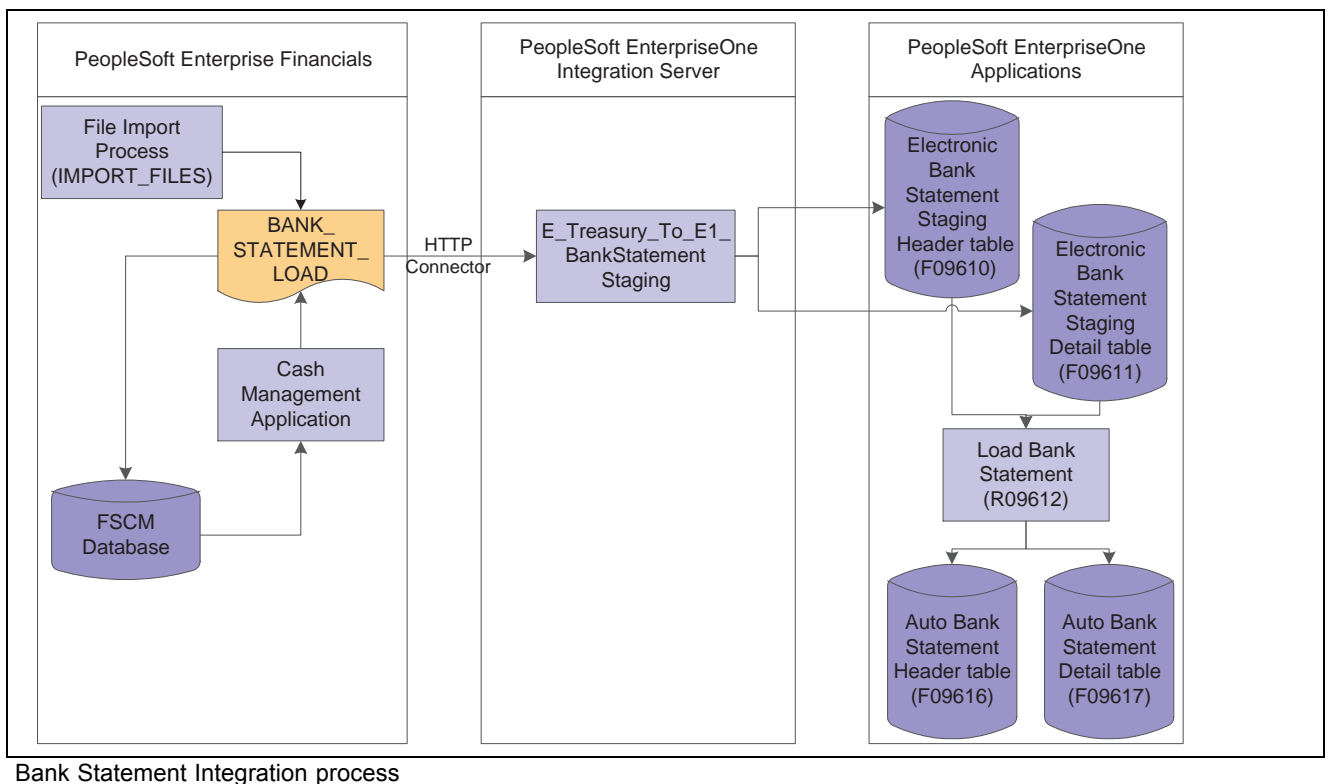 PeopleSoft Enterprise Financials
File Import
Process
(IMPORT_FILES)
BANK_
STATEMENT_
LOAD
Cash
Management
Application
FSCM
Database
HTTP
Connector
PeopleSoft EnterpriseOne
Integration Server
E_Treasury_To_E1_
BankStatement
Staging
PeopleSoft EnterpriseOne
Applications
Electronic
Bank
Statement
Staging
Header table
(F09610)
Electronic
Bank
Statement
Staging
Detail table
(F09611)
Load Bank
Statement
(R09612)
Auto Bank
Statement
Header table
(F09616)
Auto Bank
Statement
Detail table
(F09617)
Bank Statement Integration process